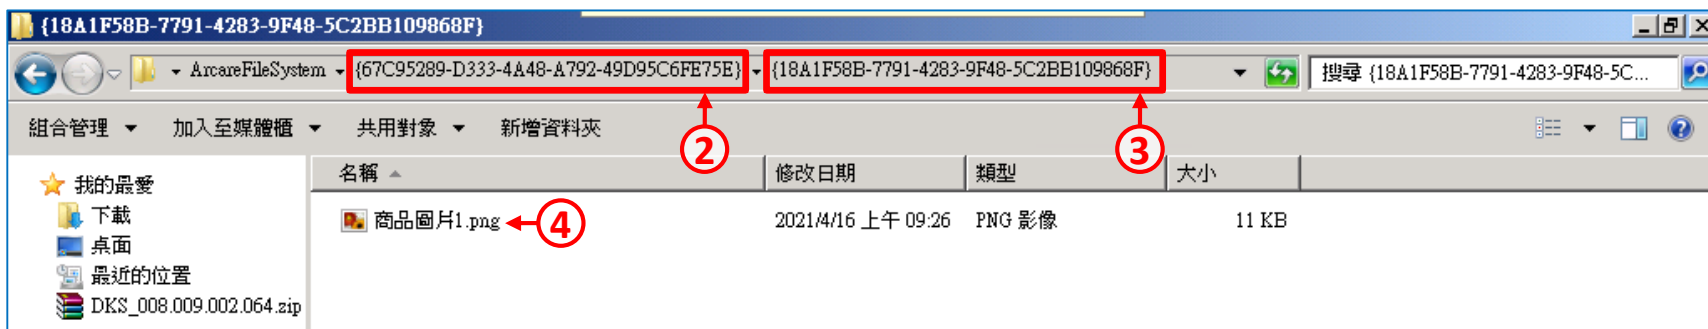 {18A1F58B-7791-4283-9F48-5C2BB109868F}
ArcareFileSystem {67C95289-D333-4A48-A792-49D95C6FE75E} {18A1F58B-7791-4283-9F48-5C2BB109868F} 搜尋 {18A1F58B-7791-4283-9F48-5C...
組合管理 加入至媒體櫃 共用對象 新增資料夾
② ③
名稱 修改日期 類型 大小
我的最愛
下載
桌面
最近的位置
DKS_008.009.002.064.zip
商品圖片1.png ④ 2021/4/16 上午 09:26 PNG 影像 11 KB